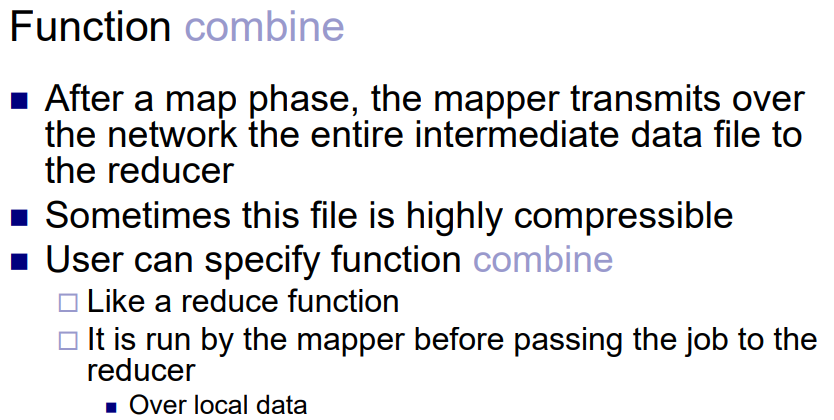 Function combine
After a map phase, the mapper transmits over
the network the entire intermediate data file to
the reducer
Sometimes this file is highly compressible
User can specify function combine
Like a reduce function
It is run by the mapper before passing the job to the
reducer
Over local data